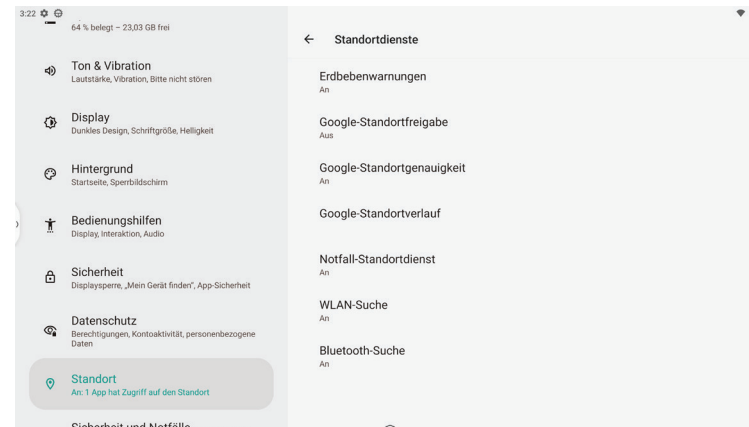 3:22
64 % belegt – 23,03 GB frei
Ton & Vibration
Lautstärke, Vibration, Bitte nicht stören
Display
Dunkles Design, Schriftgröße, Helligkeit
Hintergrund
Startseite, Sperrbildschirm
Bedienungshilfen
Display, Interaktion, Audio
Sicherheit
Displaysperre, „Mein Gerät finden“, App-Sicherheit
Datenschutz
Berechtigungen, Kontoaktivität, personenbezogene
Daten
Standort
An: 1 App hat Zugriff auf den Standort
Sicherheit und Notfälle
Standortdienste
Erdbebenwarnungen
An
Google-Standortfreigabe
Aus
Google-Standortgenauigkeit
An
Google-Standortverlauf
Notfall-Standortdienst
An
WLAN-Suche
An
Bluetooth-Suche
An